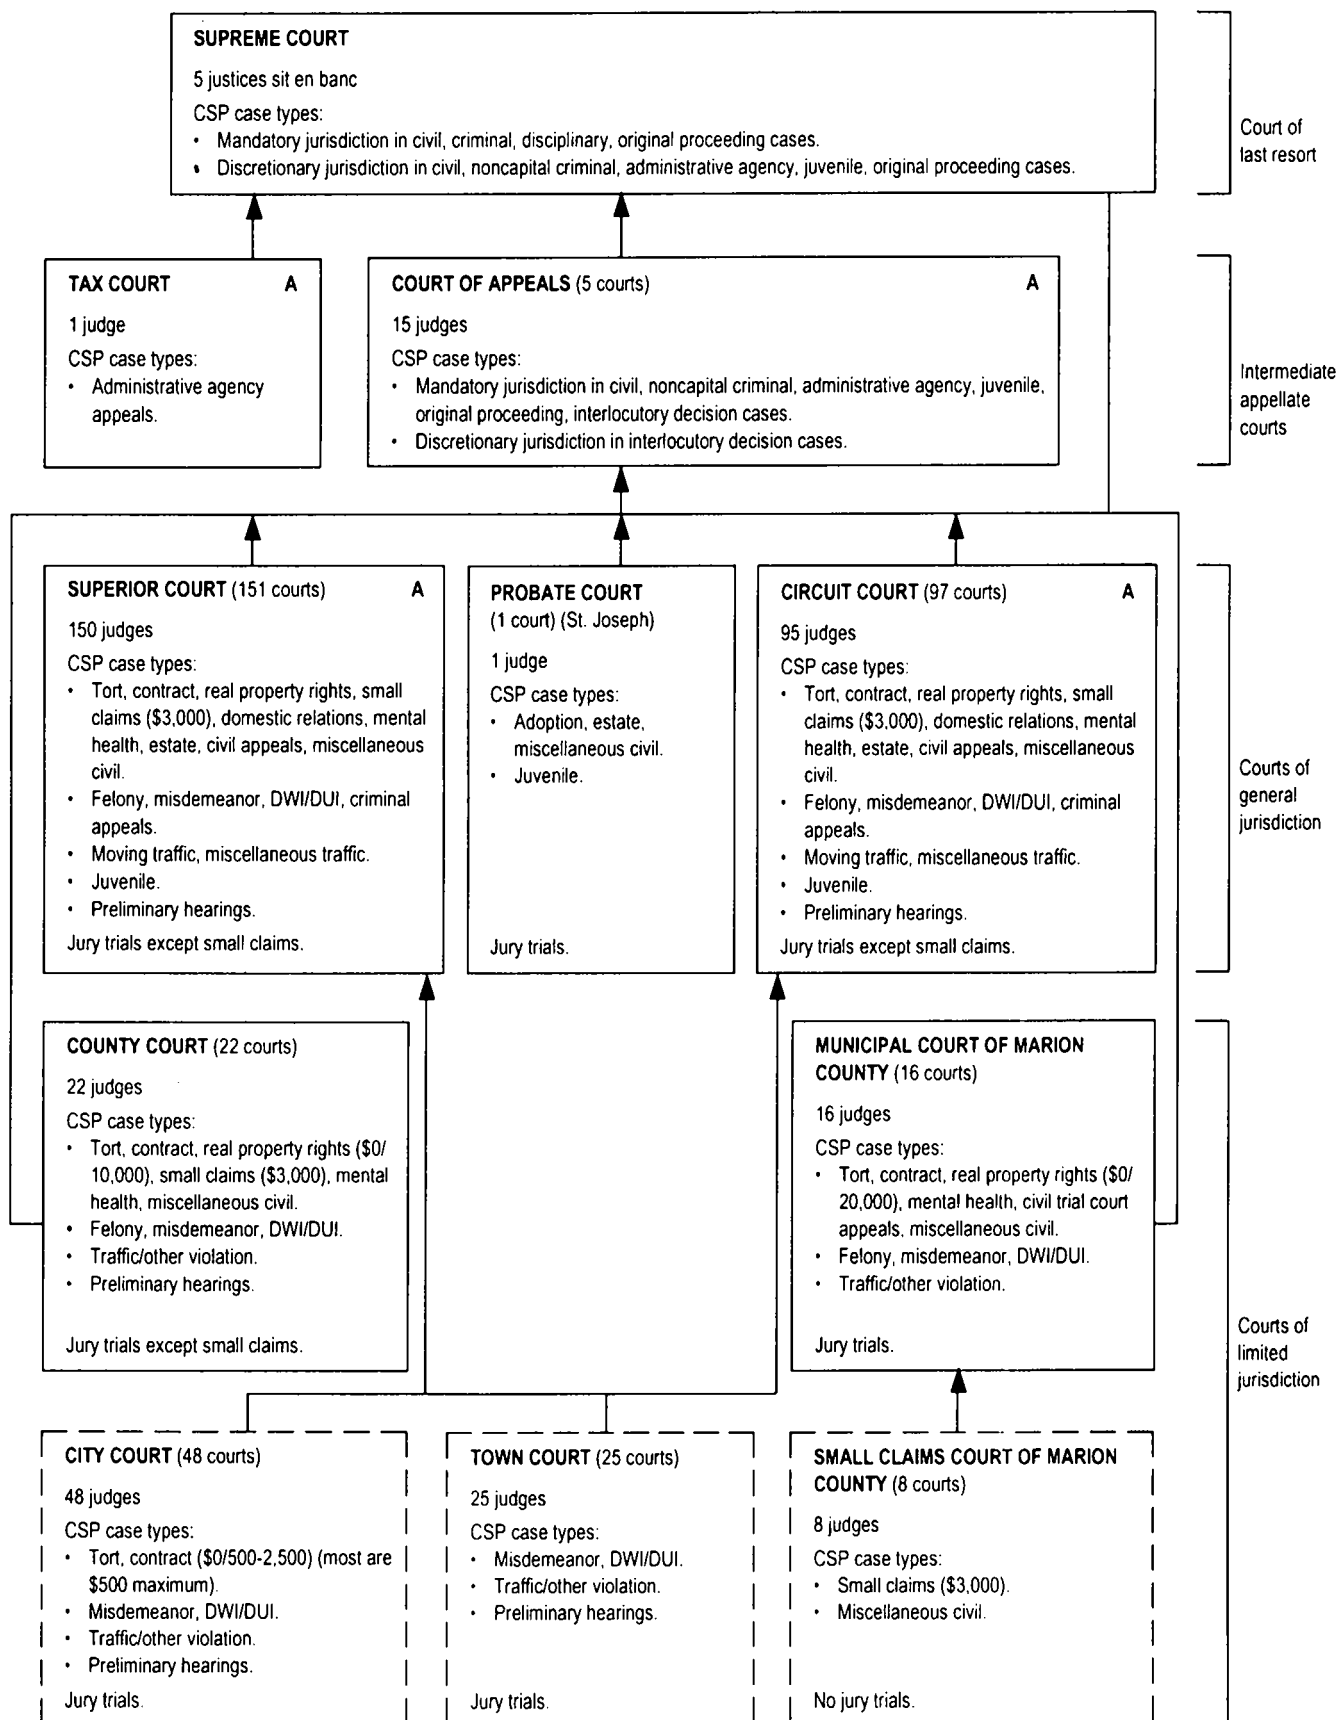 SUPREME COURT
5 justices sit en banc
CSP case types:
• Mandatory jurisdiction in civil, criminal, disciplinary, original proceeding cases.
• Discretionary jurisdiction in civil, noncapital criminal, administrative agency, juvenile, original proceeding cases.
Court of
last resort
TAX COURT A
1 judge
CSP case types:
• Administrative agency
appeals.
COURT OF APPEALS (5 courts) A
15 judges
CSP case types:
• Mandatory jurisdiction in civil, noncapital criminal, administrative agency, juvenile,
original proceeding, interlocutory decision cases.
• Discretionary jurisdiction in interlocutory decision cases.
Intermediate
appellate
courts
SUPERIOR COURT (151 courts) A
150 judges
CSP case types:
• Tort, contract, real property rights, small
claims ($3,000), domestic relations, mental
health, estate, civil appeals, miscellaneous
civil.
• Felony, misdemeanor, DWI/DUI, criminal
appeals.
• Moving traffic, miscellaneous traffic.
• Juvenile.
• Preliminary hearings.
Jury trials except small claims.
PROBATE COURT
(1 court) (St. Joseph)
1 judge
CSP case types:
• Adoption, estate,
miscellaneous civil.
• Juvenile.
Jury trials.
CIRCUIT COURT (97 courts) A
95 judges
CSP case types:
• Tort, contract, real property rights, small
claims ($3,000), domestic relations, mental
health, estate, civil appeals, miscellaneous
civil.
• Felony, misdemeanor, DWI/DUI, criminal
appeals.
• Moving traffic, miscellaneous traffic.
• Juvenile.
• Preliminary hearings.
Jury trials except small claims.
Courts of
general
jurisdiction
COUNTY COURT (22 courts)
22 judges
CSP case types:
• Tort, contract, real property rights ($0/
10,000), small claims ($3,000), mental
health, miscellaneous civil.
• Felony, misdemeanor, DWI/DUI.
• Traffic/other violation.
• Preliminary hearings.
Jury trials except small claims.
MUNICIPAL COURT OF MARION
COUNTY (16 courts)
16 judges
CSP case types:
• Tort, contract, real property rights ($0/
20,000), mental health, civil trial court
appeals, miscellaneous civil.
• Felony, misdemeanor, DWI/DUI.
• Traffic/other violation.
Jury trials.
Courts of
limited
jurisdiction
CITY COURT (48 courts)
48 judges
CSP case types:
• Tort, contract ($0/500-2,500) (most are
$500 maximum).
• Misdemeanor, DWI/DUI.
• Traffic/other violation.
• Preliminary hearings.
Jury trials.
TOWN COURT (25 courts)
25 judges
CSP case types:
• Misdemeanor, DWI/DUI.
• Traffic/other violation.
• Preliminary hearings.
Jury trials.
SMALL CLAIMS COURT OF MARION
COUNTY (8 courts)
8 judges
CSP case types:
• Small claims ($3,000).
• Miscellaneous civil.
No jury trials.